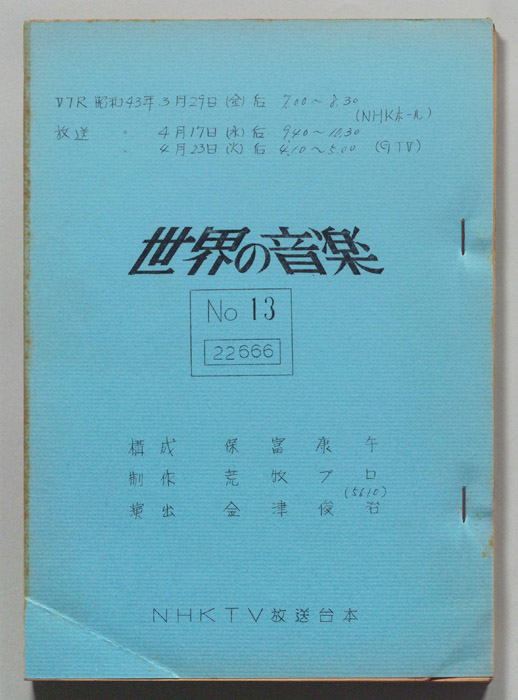 VTR 昭和43年3月29日(金)后 7.00～8.30
(NHKホール)
放送 〃 4月17日(水)后 9.40～10.30
〃 4月23日(火)后 4.10～5.00 (GTV)
世界の音楽
No 13
22666
構成 保富康午
制作 荒牧プロ
(5610)
演出 金津俊治
NHKTV放送台本